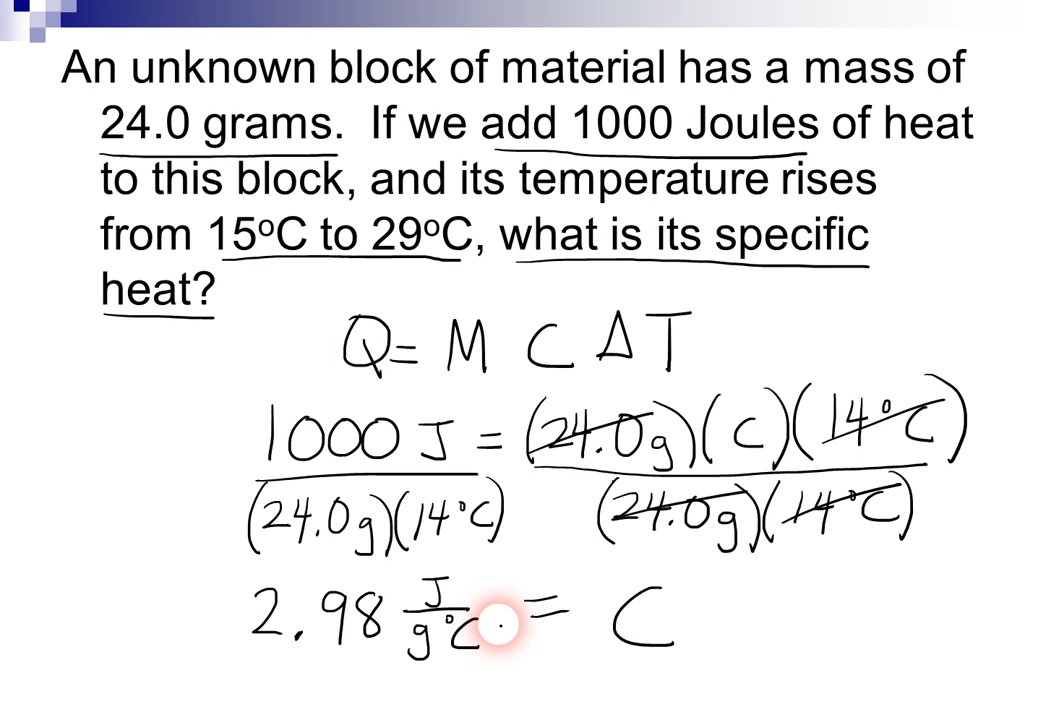 An unknown block of material has a mass of
24.0 grams. If we add 1000 Joules of heat
to this block, and its temperature rises
from 15°C to 29°C, what is its specific
heat?
Q= M C Δ T
1000 J = (24.0g)(C)(14°C)
(24.0g)(14°C) (24.0g)(14°C)
2.98 J/g°C = C